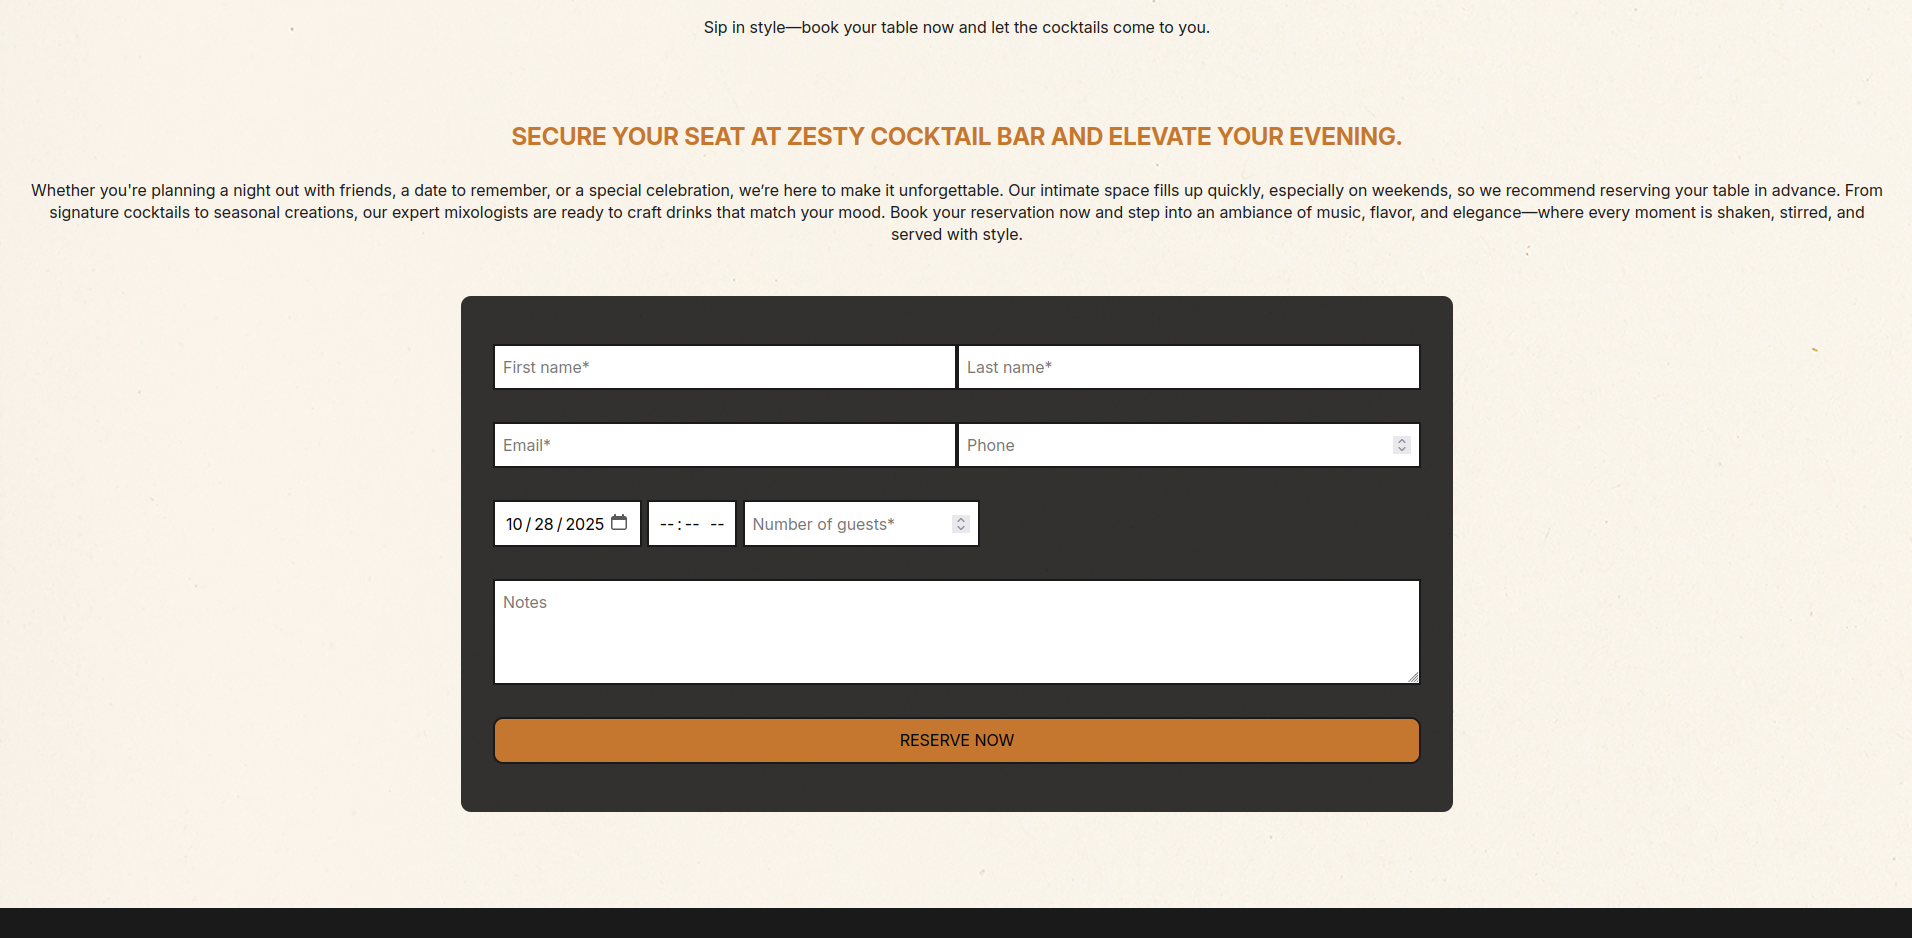 Sip in style—book your table now and let the cocktails come to you.
SECURE YOUR SEAT AT ZESTY COCKTAIL BAR AND ELEVATE YOUR EVENING.
Whether you're planning a night out with friends, a date to remember, or a special celebration, we’re here to make it unforgettable. Our intimate space fills up quickly, especially on weekends, so we recommend reserving your table in advance. From
signature cocktails to seasonal creations, our expert mixologists are ready to craft drinks that match your mood. Book your reservation now and step into an ambiance of music, flavor, and elegance—where every moment is shaken, stirred, and
served with style.
First name* Last name*
Email* Phone
10/28/2025 --:-- -- Number of guests*
Notes
RESERVE NOW